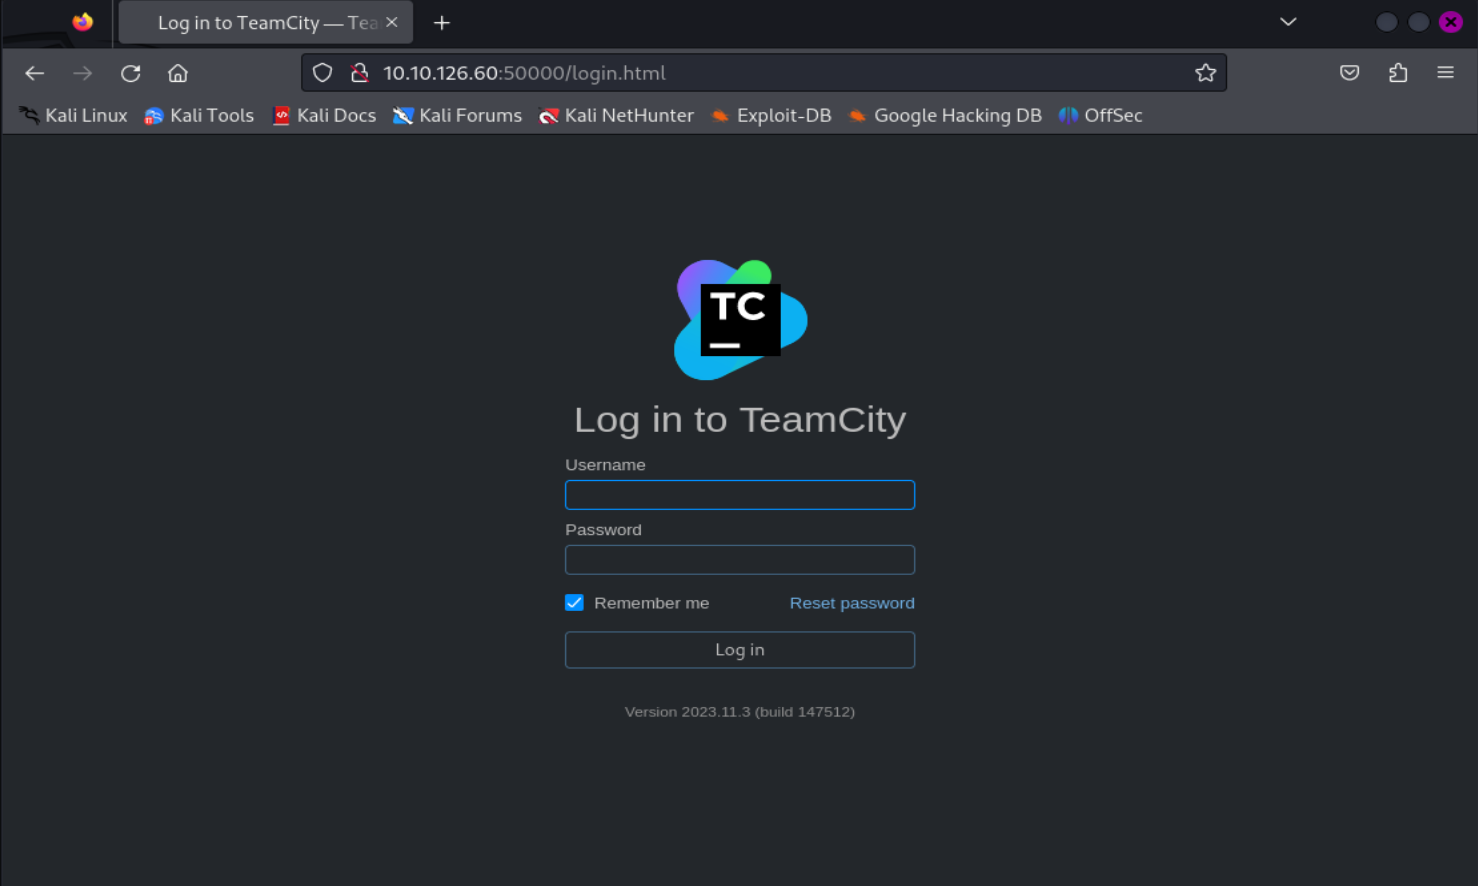 Log in to TeamCity — Tea
10.10.126.60:50000/login.html
Kali Linux Kali Tools Kali Docs Kali Forums Kali NetHunter Exploit-DB Google Hacking DB OffSec
TC
Log in to TeamCity
Username
Password
Remember me Reset password
Log in
Version 2023.11.3 (build 147512)